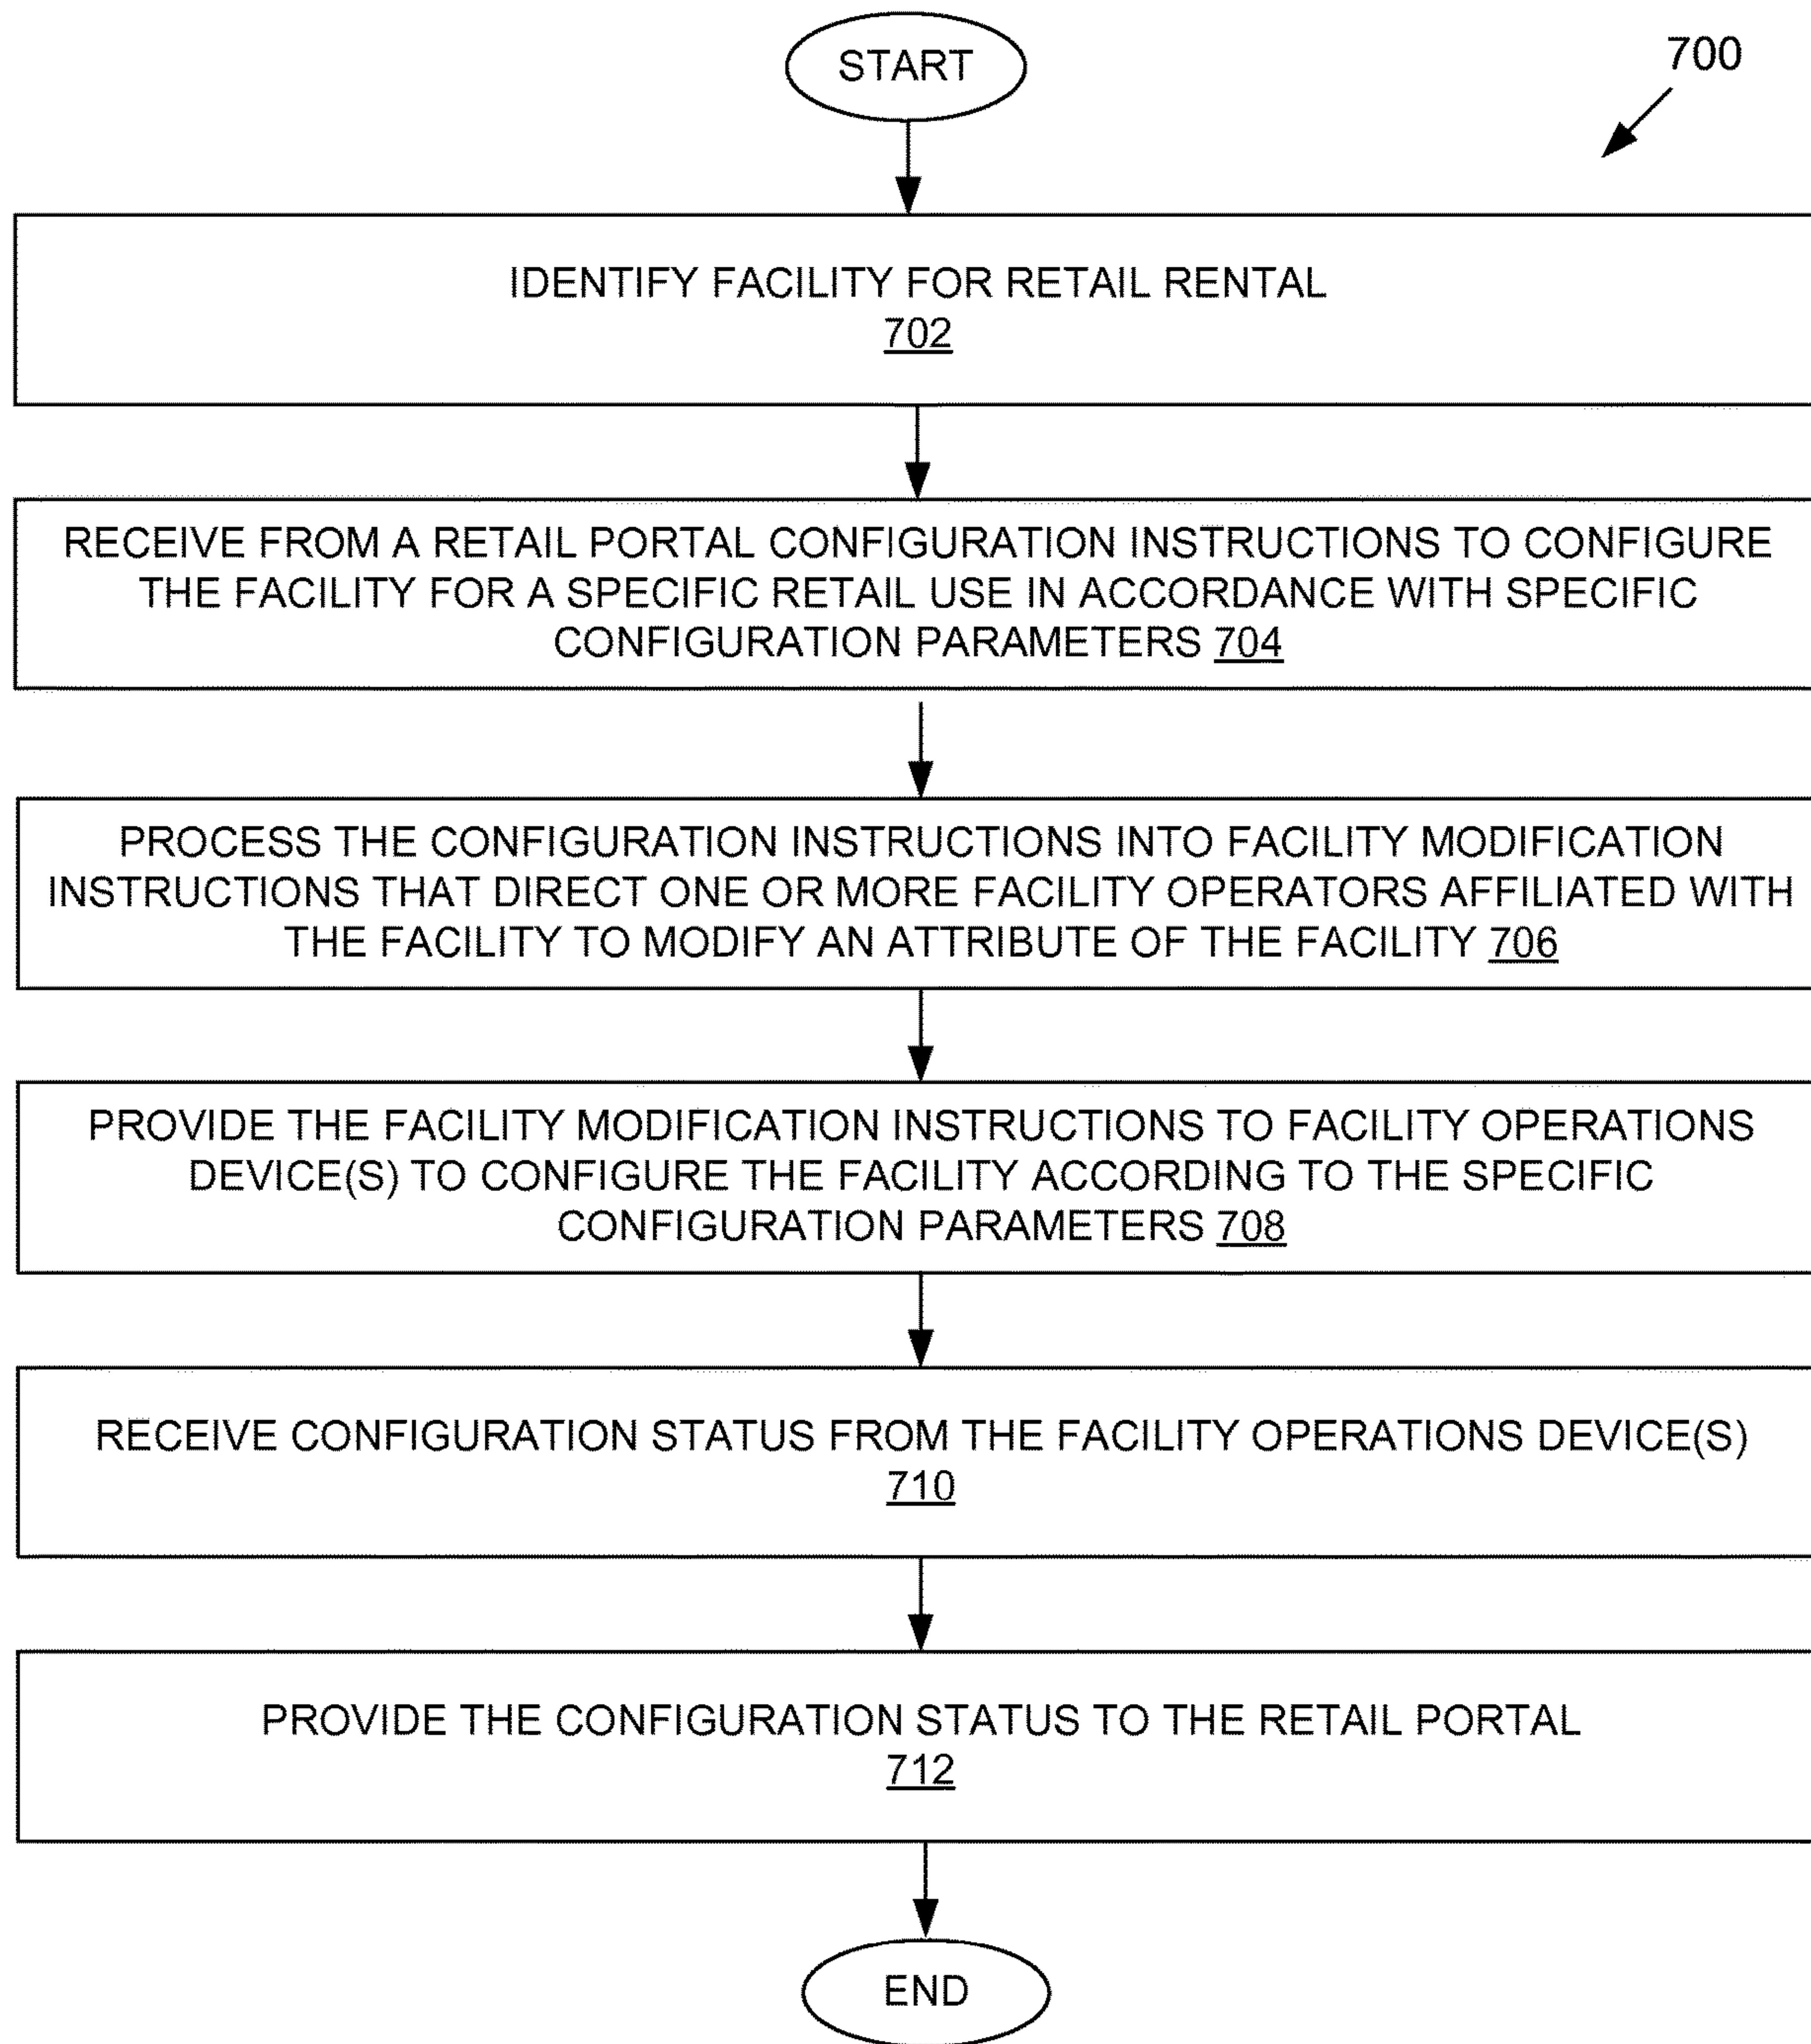 START
700
IDENTIFY FACILITY FOR RETAIL RENTAL
702
RECEIVE FROM A RETAIL PORTAL CONFIGURATION INSTRUCTIONS TO CONFIGURE
THE FACILITY FOR A SPECIFIC RETAIL USE IN ACCORDANCE WITH SPECIFIC
CONFIGURATION PARAMETERS 704
PROCESS THE CONFIGURATION INSTRUCTIONS INTO FACILITY MODIFICATION
INSTRUCTIONS THAT DIRECT ONE OR MORE FACILITY OPERATORS AFFILIATED WITH
THE FACILITY TO MODIFY AN ATTRIBUTE OF THE FACILITY 706
PROVIDE THE FACILITY MODIFICATION INSTRUCTIONS TO FACILITY OPERATIONS
DEVICE(S) TO CONFIGURE THE FACILITY ACCORDING TO THE SPECIFIC
CONFIGURATION PARAMETERS 708
RECEIVE CONFIGURATION STATUS FROM THE FACILITY OPERATIONS DEVICE(S)
710
PROVIDE THE CONFIGURATION STATUS TO THE RETAIL PORTAL
712
END